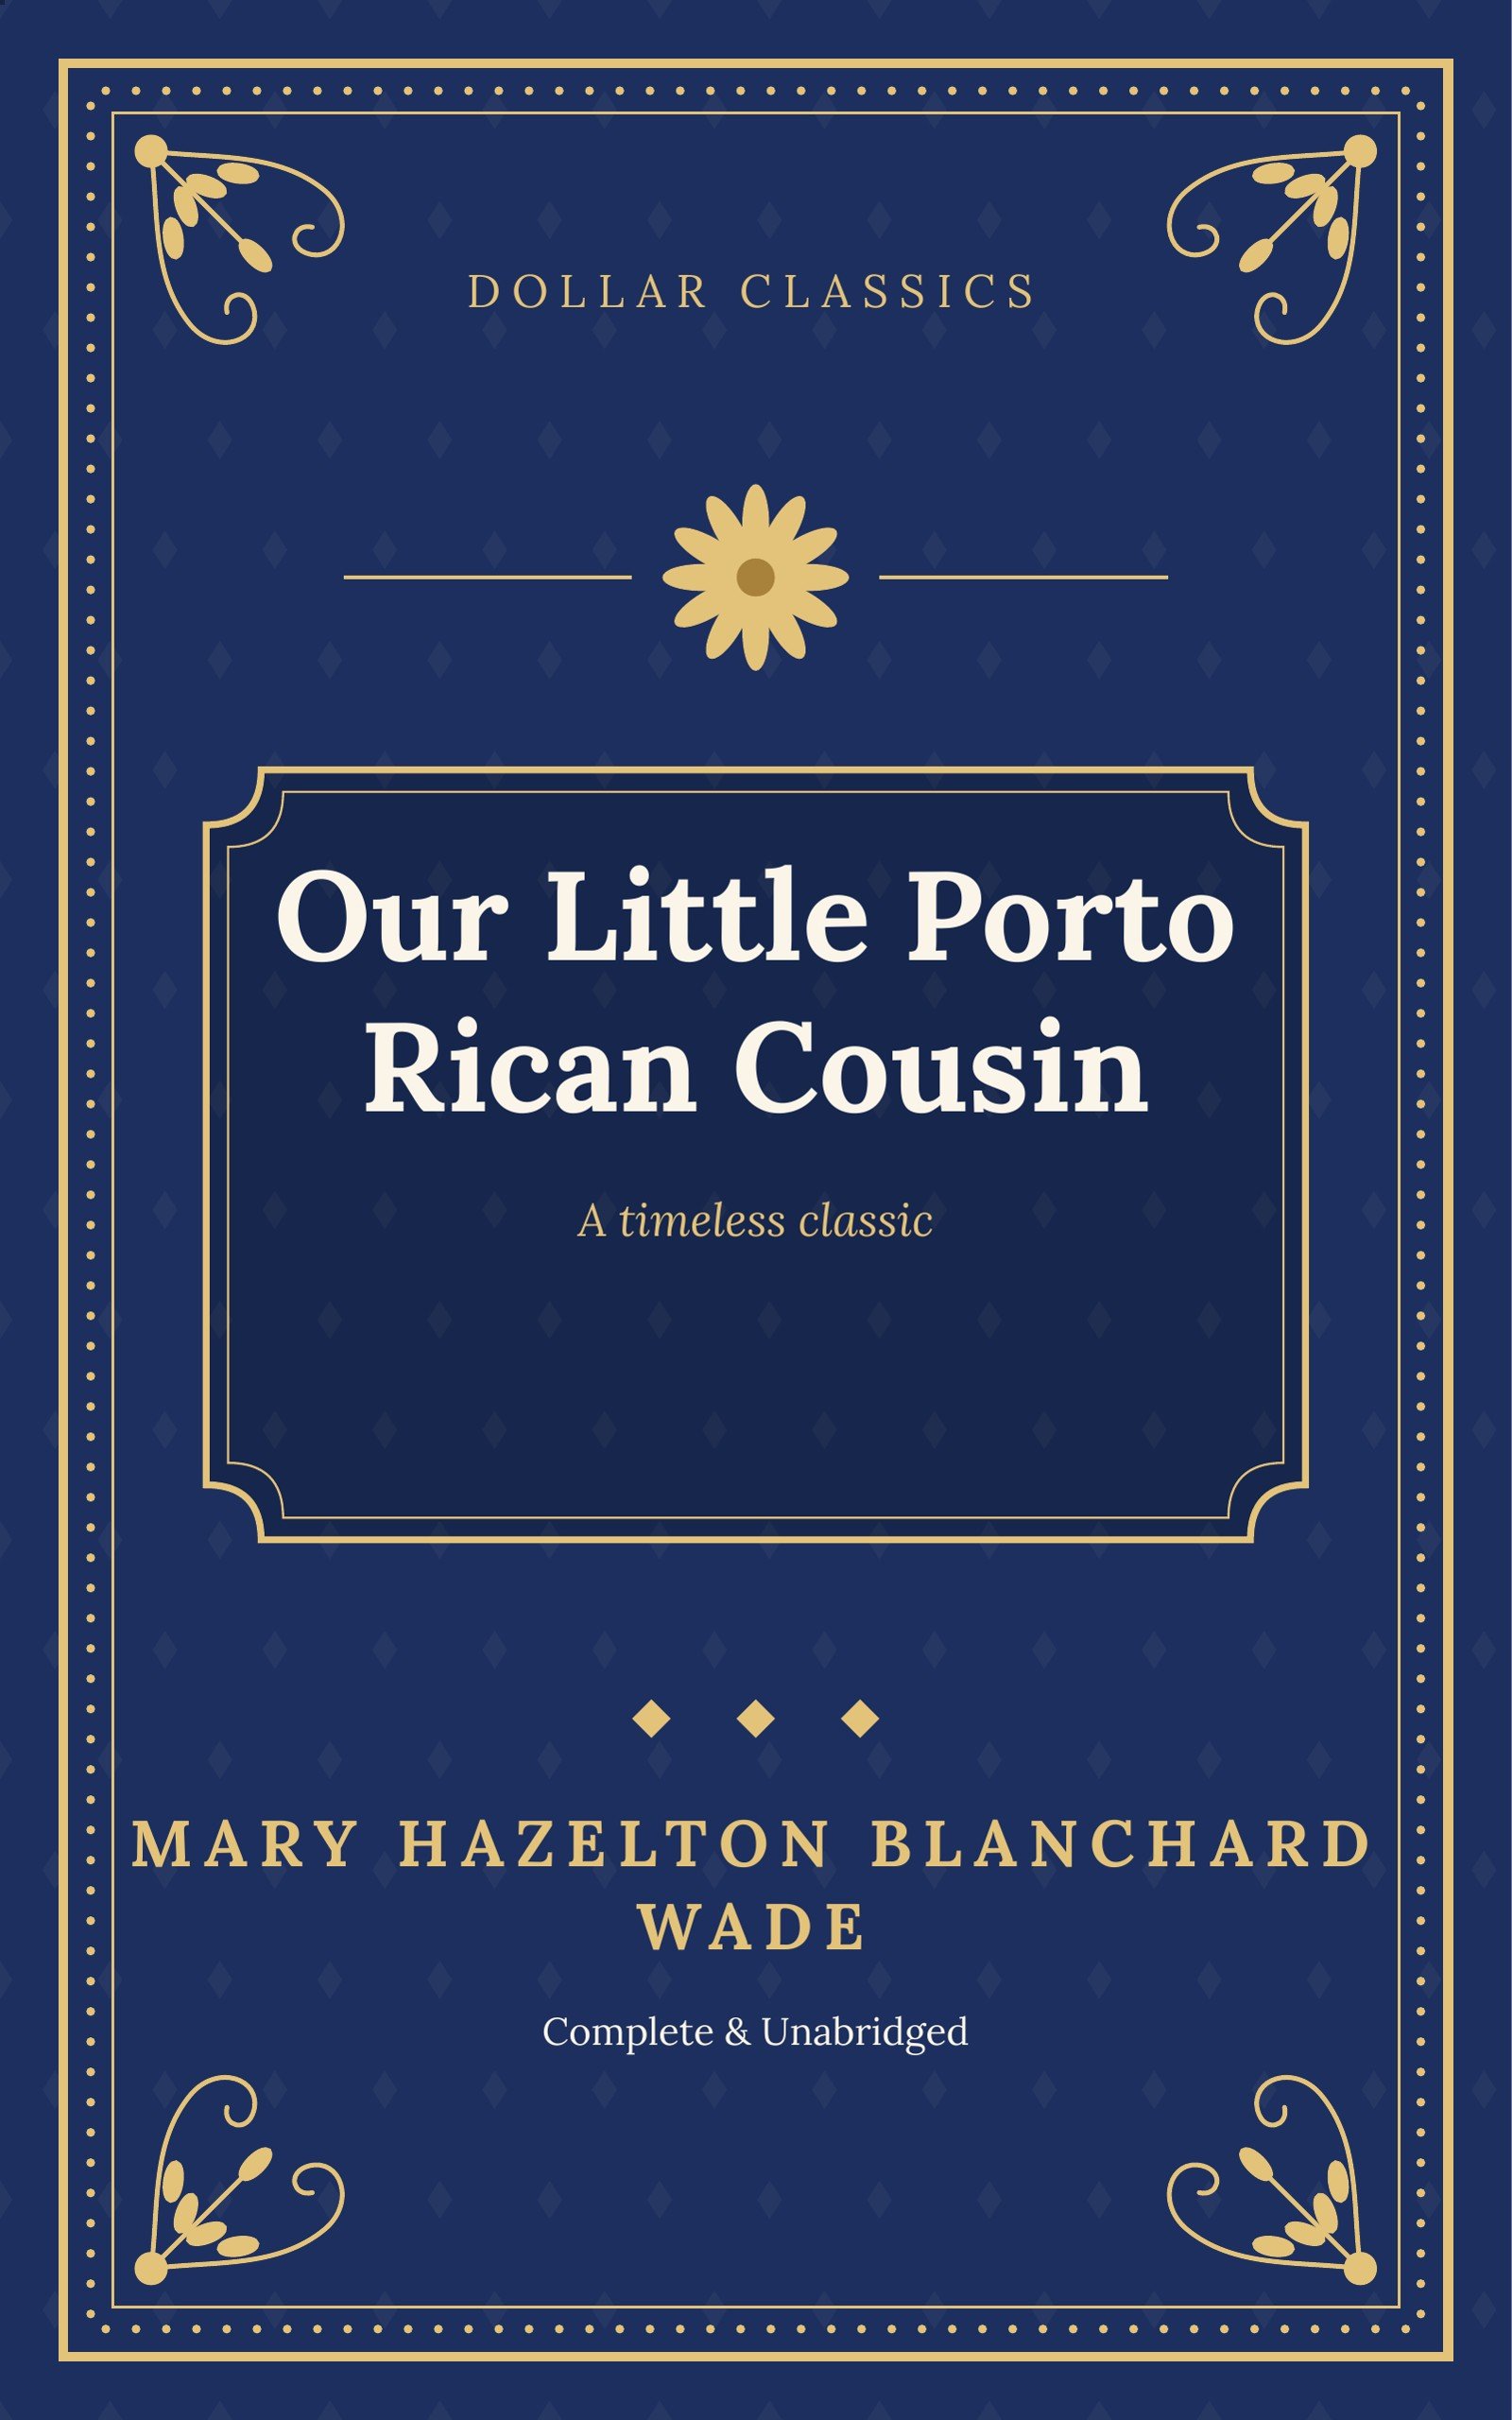 DOLLAR CLASSICS
Our Little Porto
Rican Cousin
A timeless classic
MARY HAZELTON BLANCHARD
WADE
Complete & Unabridged